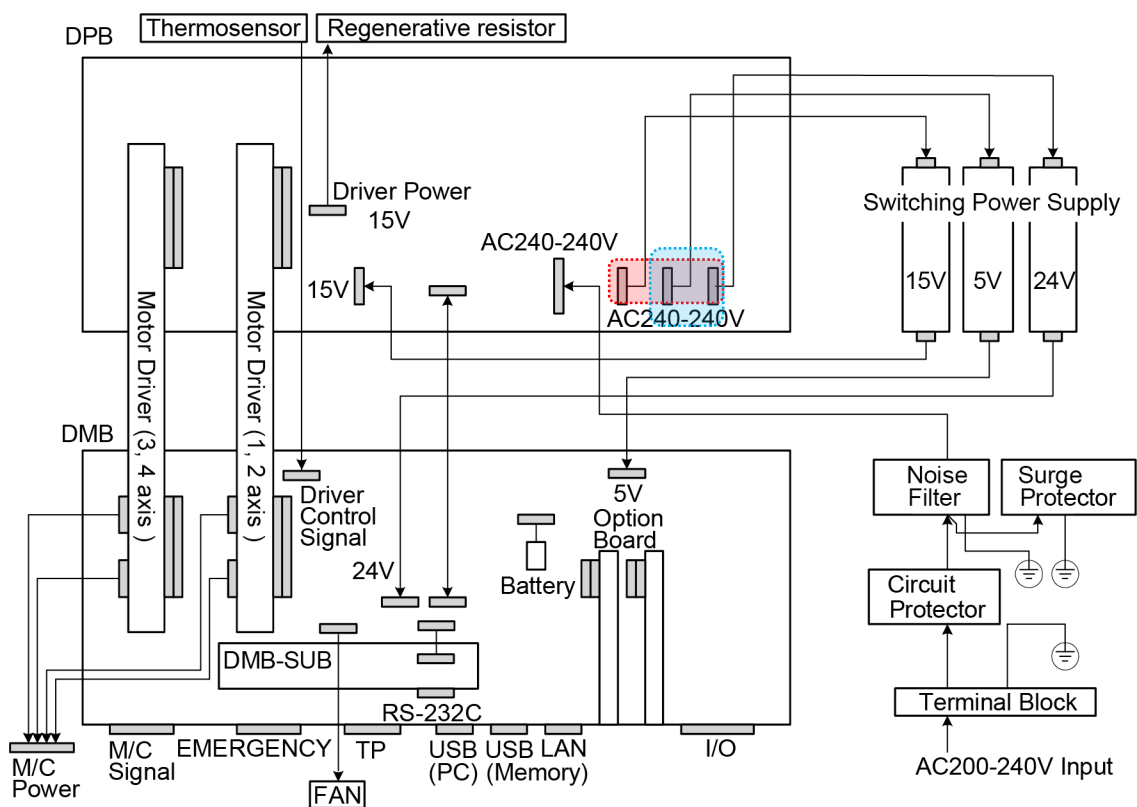 Thermosensor
Regenerative resistor
DPB
Driver Power
15V
AC240-240V
15V
AC240-240V
Switching Power Supply
15V
5V
24V
Motor Driver (3, 4 axis )
Motor Driver (1, 2 axis )
DMB
Driver
Control
Signal
5V
Option
Board
24V
Battery
Noise
Filter
Surge
Protector
Circuit
Protector
DMB-SUB
RS-232C
Terminal Block
M/C
Power
M/C
Signal
EMERGENCY
TP
USB
(PC)
USB
(Memory)
LAN
I/O
FAN
AC200-240V Input